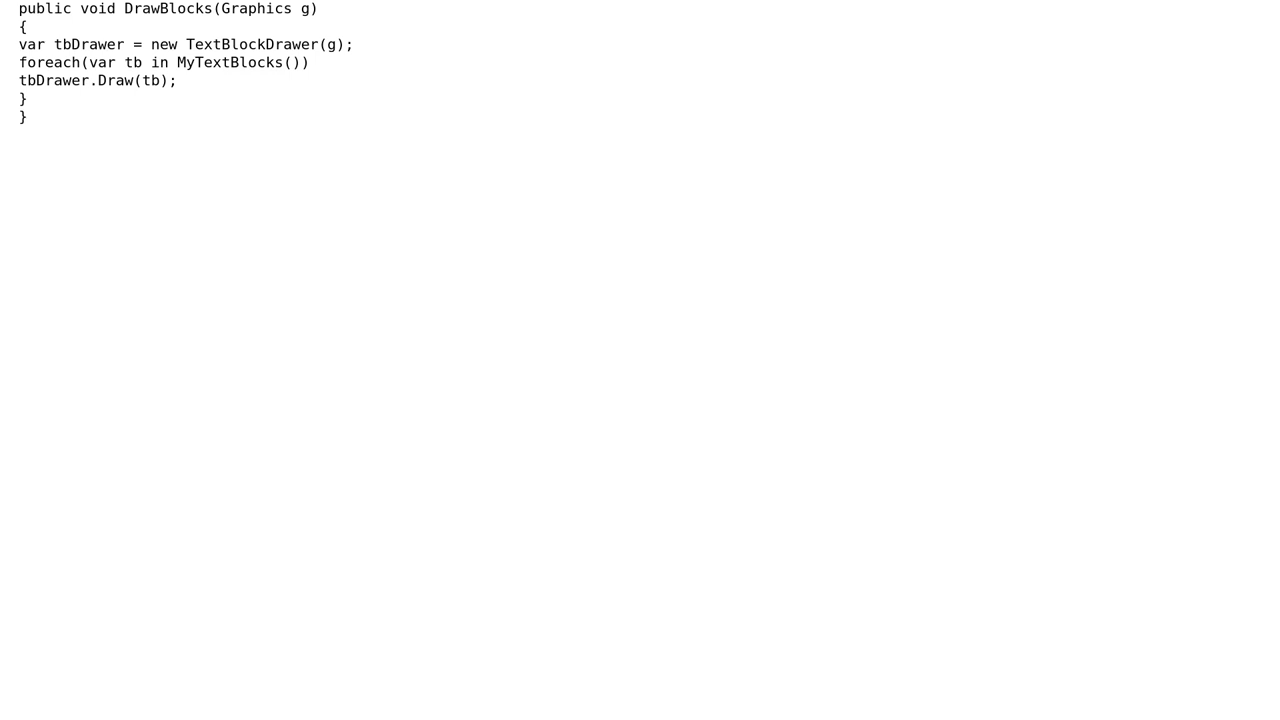 public void DrawBlocks(Graphics g)
{
var tbDrawer = new TextBlockDrawer(g);
foreach(var tb in MyTextBlocks())
tbDrawer.Draw(tb);
}
}